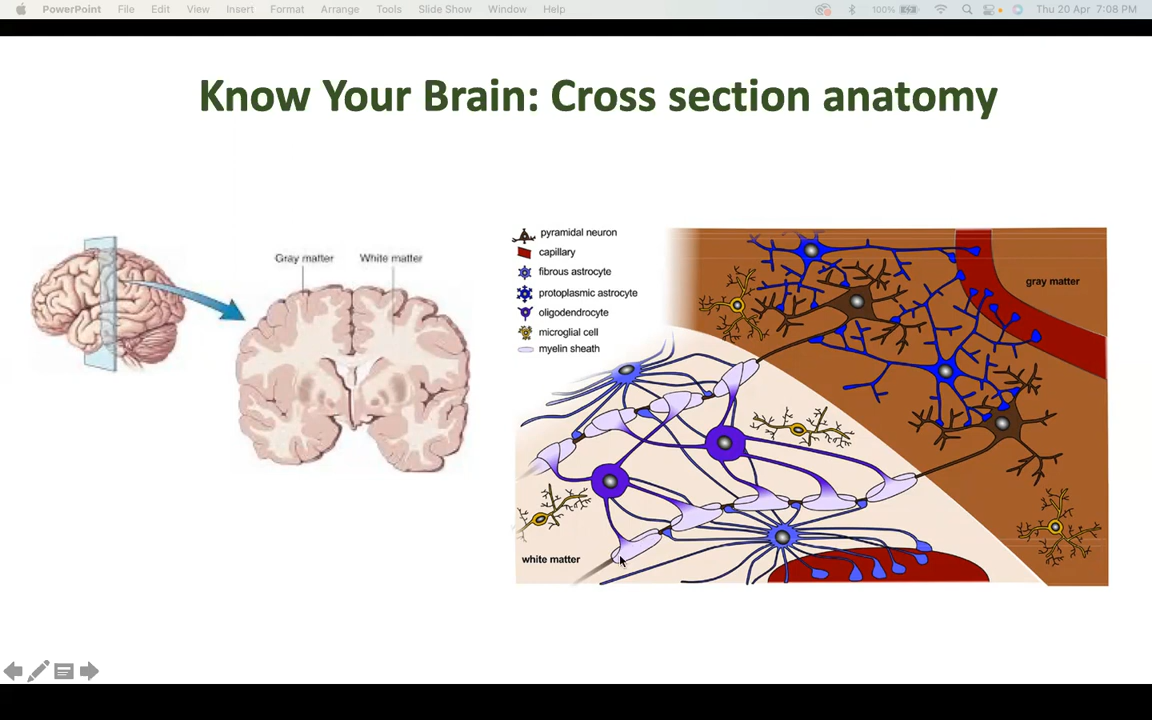 PowerPoint File Edit View Insert Format Arrange Tools Slide Show Window Help 100% Thu 20 Apr 7:08 PM
Know Your Brain: Cross section anatomy
Gray matter White matter
pyramidal neuron
capillary
fibrous astrocyte
protoplasmic astrocyte
oligodendrocyte
microglial cell
myelin sheath
gray matter
white matter